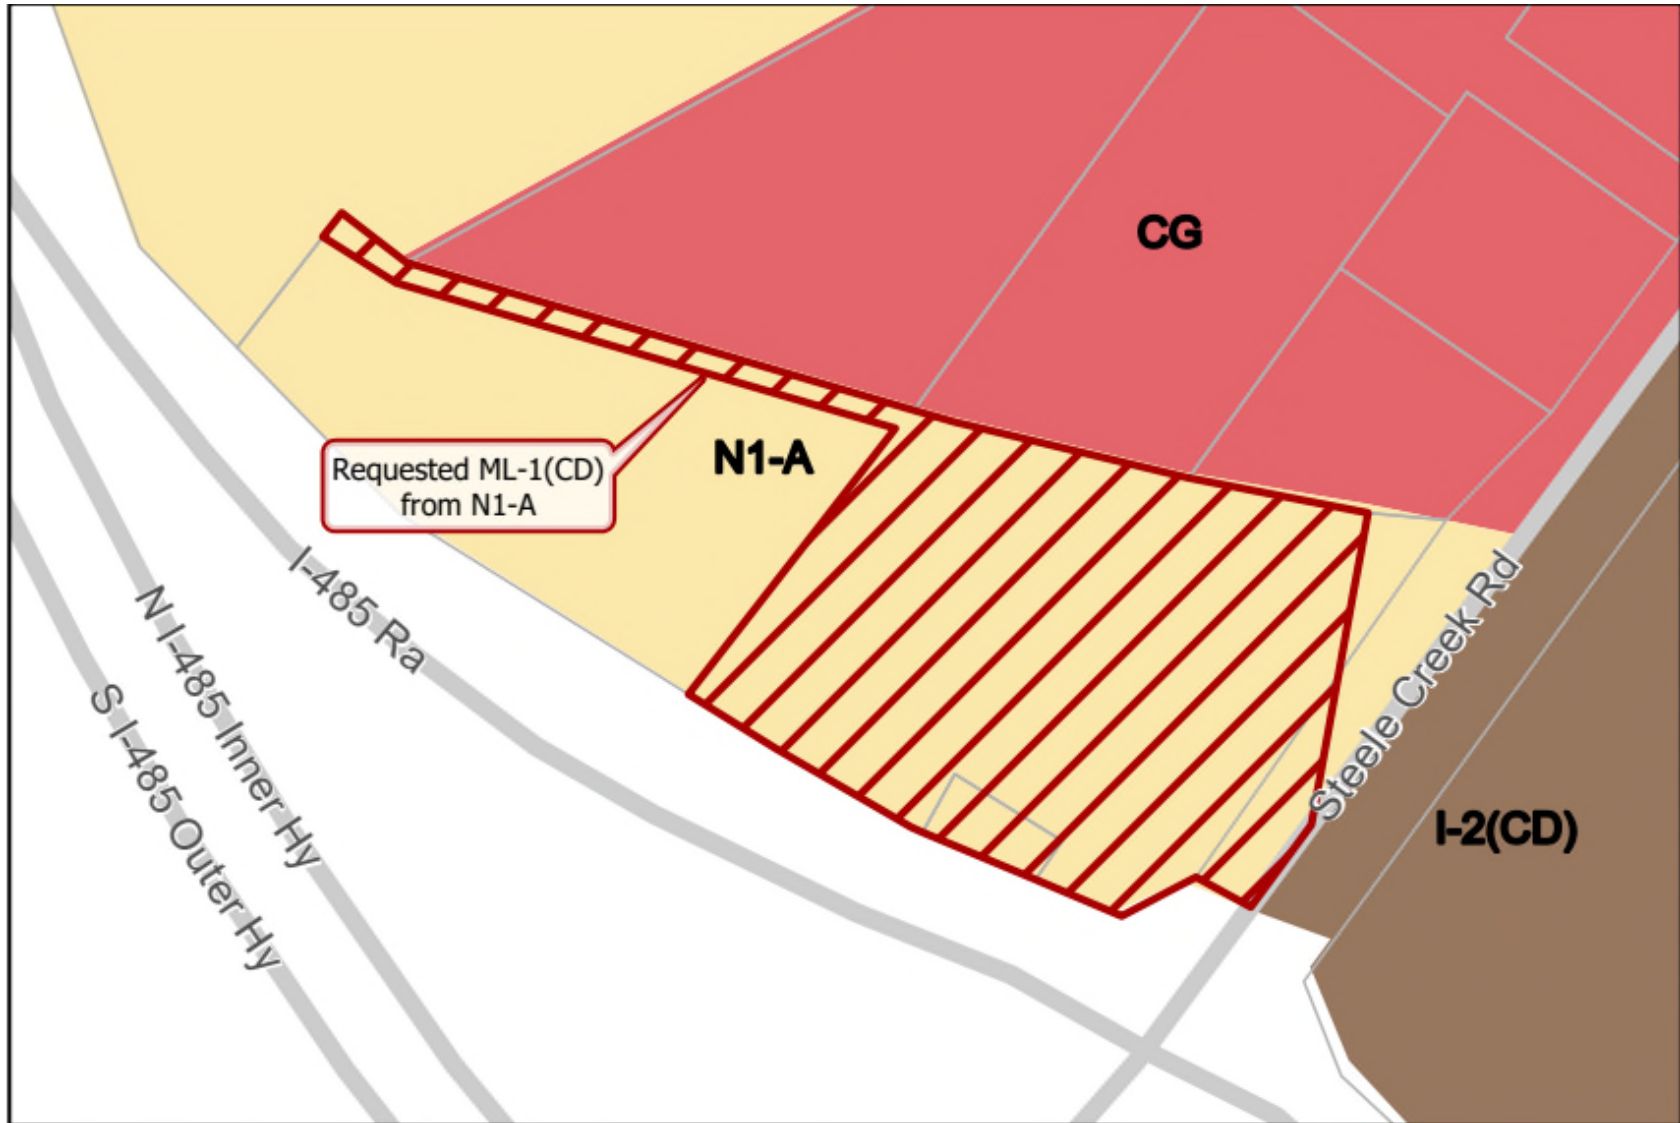 CG
N1-A
Requested ML-1(CD)
from N1-A
I-485 Ra
N I-485 Inner Hy
S I-485 Outer Hy
Steele Creek Rd
I-2(CD)